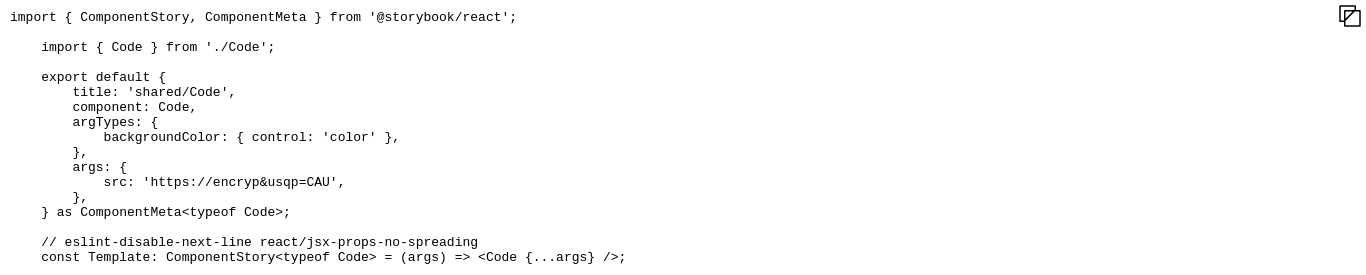 import { ComponentStory, ComponentMeta } from '@storybook/react';

    import { Code } from './Code';

    export default {
        title: 'shared/Code',
        component: Code,
        argTypes: {
            backgroundColor: { control: 'color' },
        },
        args: {
            src: 'https://encryp&usqp=CAU',
        },
    } as ComponentMeta<typeof Code>;

    // eslint-disable-next-line react/jsx-props-no-spreading
    const Template: ComponentStory<typeof Code> = (args) => <Code {...args} />;